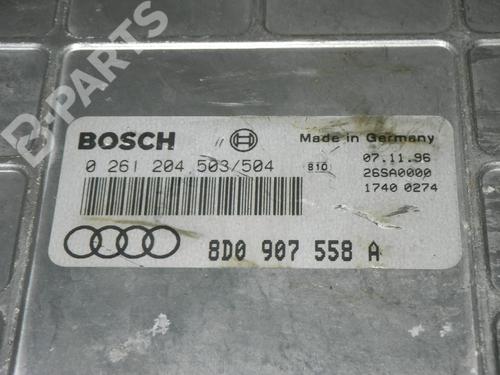 B-PARTS
BOSCH
Made in Germany
0 261 204 503/504
B10
07.11.96
26SA0000
1740 0274
8D0 907 558 A